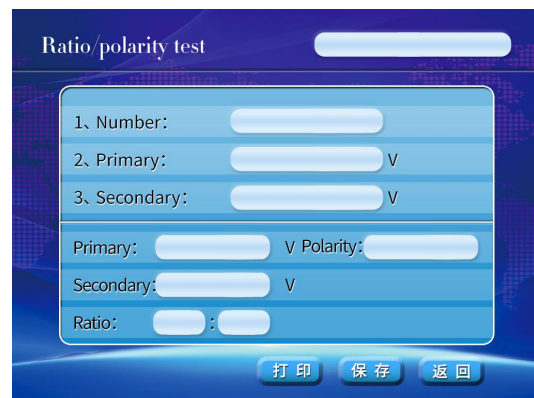 Ratio/polarity test
1、Number：
2、Primary： V
3、Secondary： V
Primary： V Polarity：
Secondary： V
Ratio： ：
打印 保存 返回